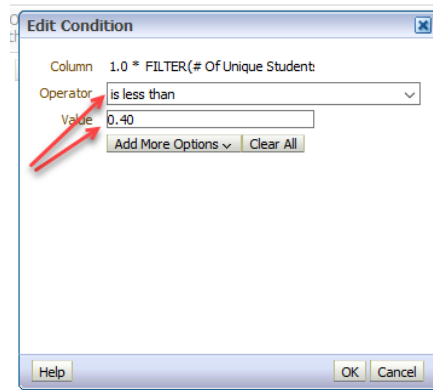 Edit Condition
Column 1.0 * FILTER(# Of Unique Student:
Operator is less than
Value 0.40
Add More Options Clear All
Help OK Cancel